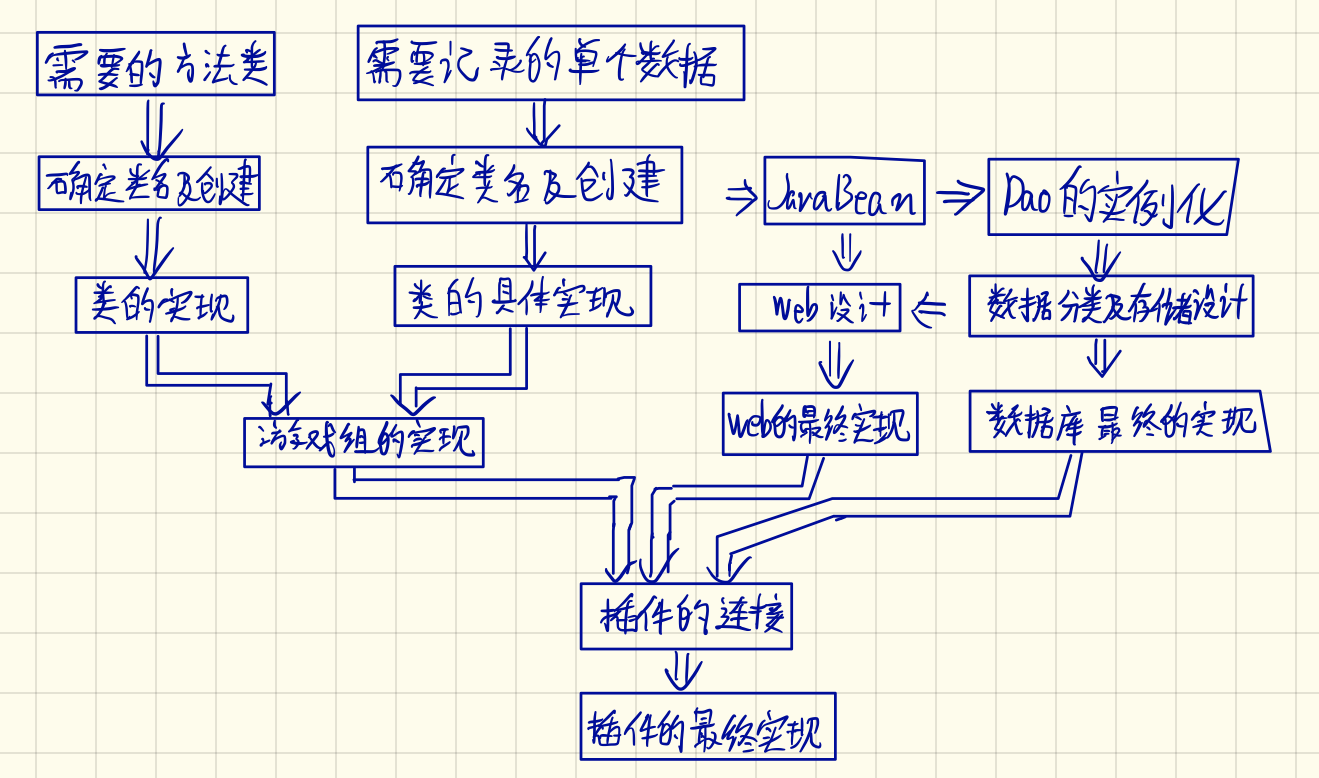 需要的方法类
需要记录的单个数据
确定类名及创建
确定类名及创建
JavaBean
Dao的实例化
类的实现
类的具体实现
web设计
数据分类及存储设计
组的实现
web的最终实现
数据库最终的实现
插件的连接
插件的最终实现